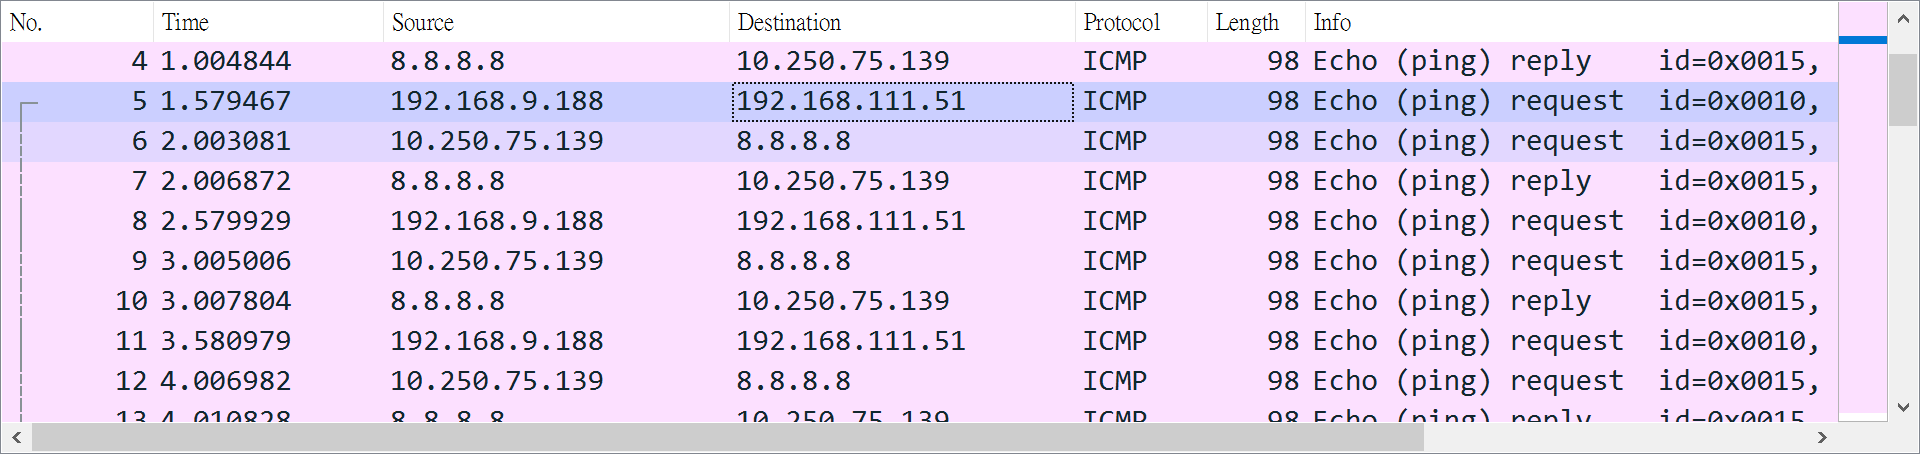 No. Time Source Destination Protocol Length Info
4 1.004844 8.8.8.8 10.250.75.139 ICMP 98 Echo (ping) reply id=0x0015,
5 1.579467 192.168.9.188 192.168.111.51 ICMP 98 Echo (ping) request id=0x0010,
6 2.003081 10.250.75.139 8.8.8.8 ICMP 98 Echo (ping) request id=0x0015,
7 2.006872 8.8.8.8 10.250.75.139 ICMP 98 Echo (ping) reply id=0x0015,
8 2.579929 192.168.9.188 192.168.111.51 ICMP 98 Echo (ping) request id=0x0010,
9 3.005006 10.250.75.139 8.8.8.8 ICMP 98 Echo (ping) request id=0x0015,
10 3.007804 8.8.8.8 10.250.75.139 ICMP 98 Echo (ping) reply id=0x0015,
11 3.580979 192.168.9.188 192.168.111.51 ICMP 98 Echo (ping) request id=0x0010,
12 4.006982 10.250.75.139 8.8.8.8 ICMP 98 Echo (ping) request id=0x0015,
13 4.010828 8.8.8.8 10.250.75.139 ICMP 98 Echo (ping) reply id=0x0015,